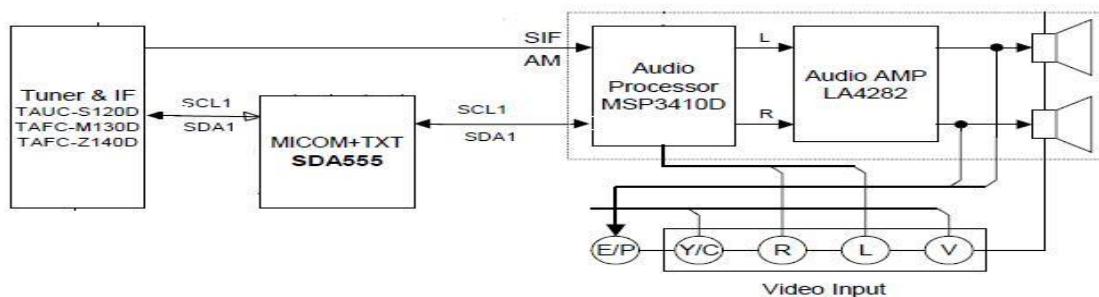 Tuner & IF
TAUC-S120D
TAFC-M130D
TAFC-Z140D
SCL1
SDA1
MICOM+TXT
SDA555
SCL1
SDA1
SIF
AM
Audio
Processor
MSP3410D
L
R
Audio AMP
LA4282
E/P
Y/C
R
L
V
Video Input